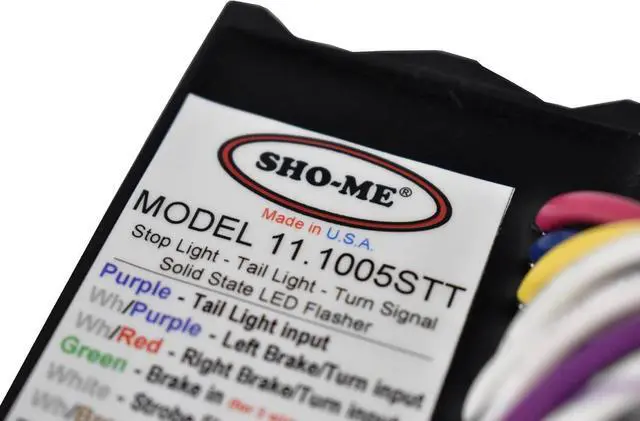 SHO-ME®
Made in U.S.A.
MODEL 11.1005STT
Stop Light - Tail Light - Turn Signal
Solid State LED Flasher
Purple - Tail Light input
Wh/Purple - Left Brake/Turn input
Wh/Red - Right Brake/Turn input
Green - Brake in
White - Strobe
Wh/